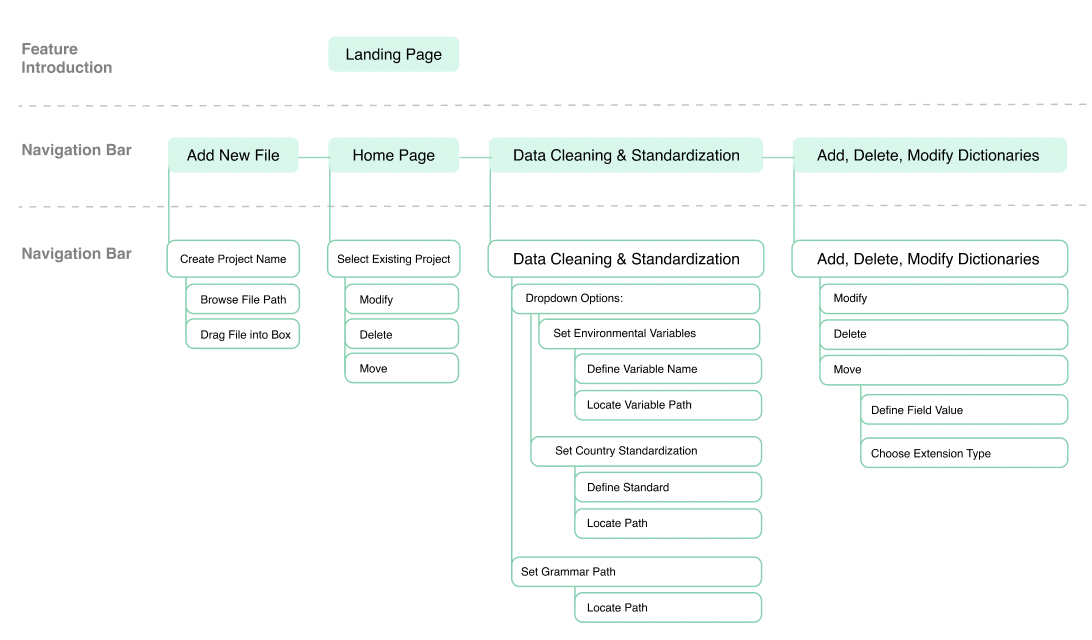 Feature
Introduction
Landing Page
Navigation Bar
Add New File
Home Page
Data Cleaning & Standardization
Add, Delete, Modify Dictionaries
Navigation Bar
Create Project Name
Browse File Path
Drag File into Box
Select Existing Project
Modify
Delete
Move
Data Cleaning & Standardization
Dropdown Options:
Set Environmental Variables
Define Variable Name
Locate Variable Path
Set Country Standardization
Define Standard
Locate Path
Set Grammar Path
Locate Path
Add, Delete, Modify Dictionaries
Modify
Delete
Move
Define Field Value
Choose Extension Type